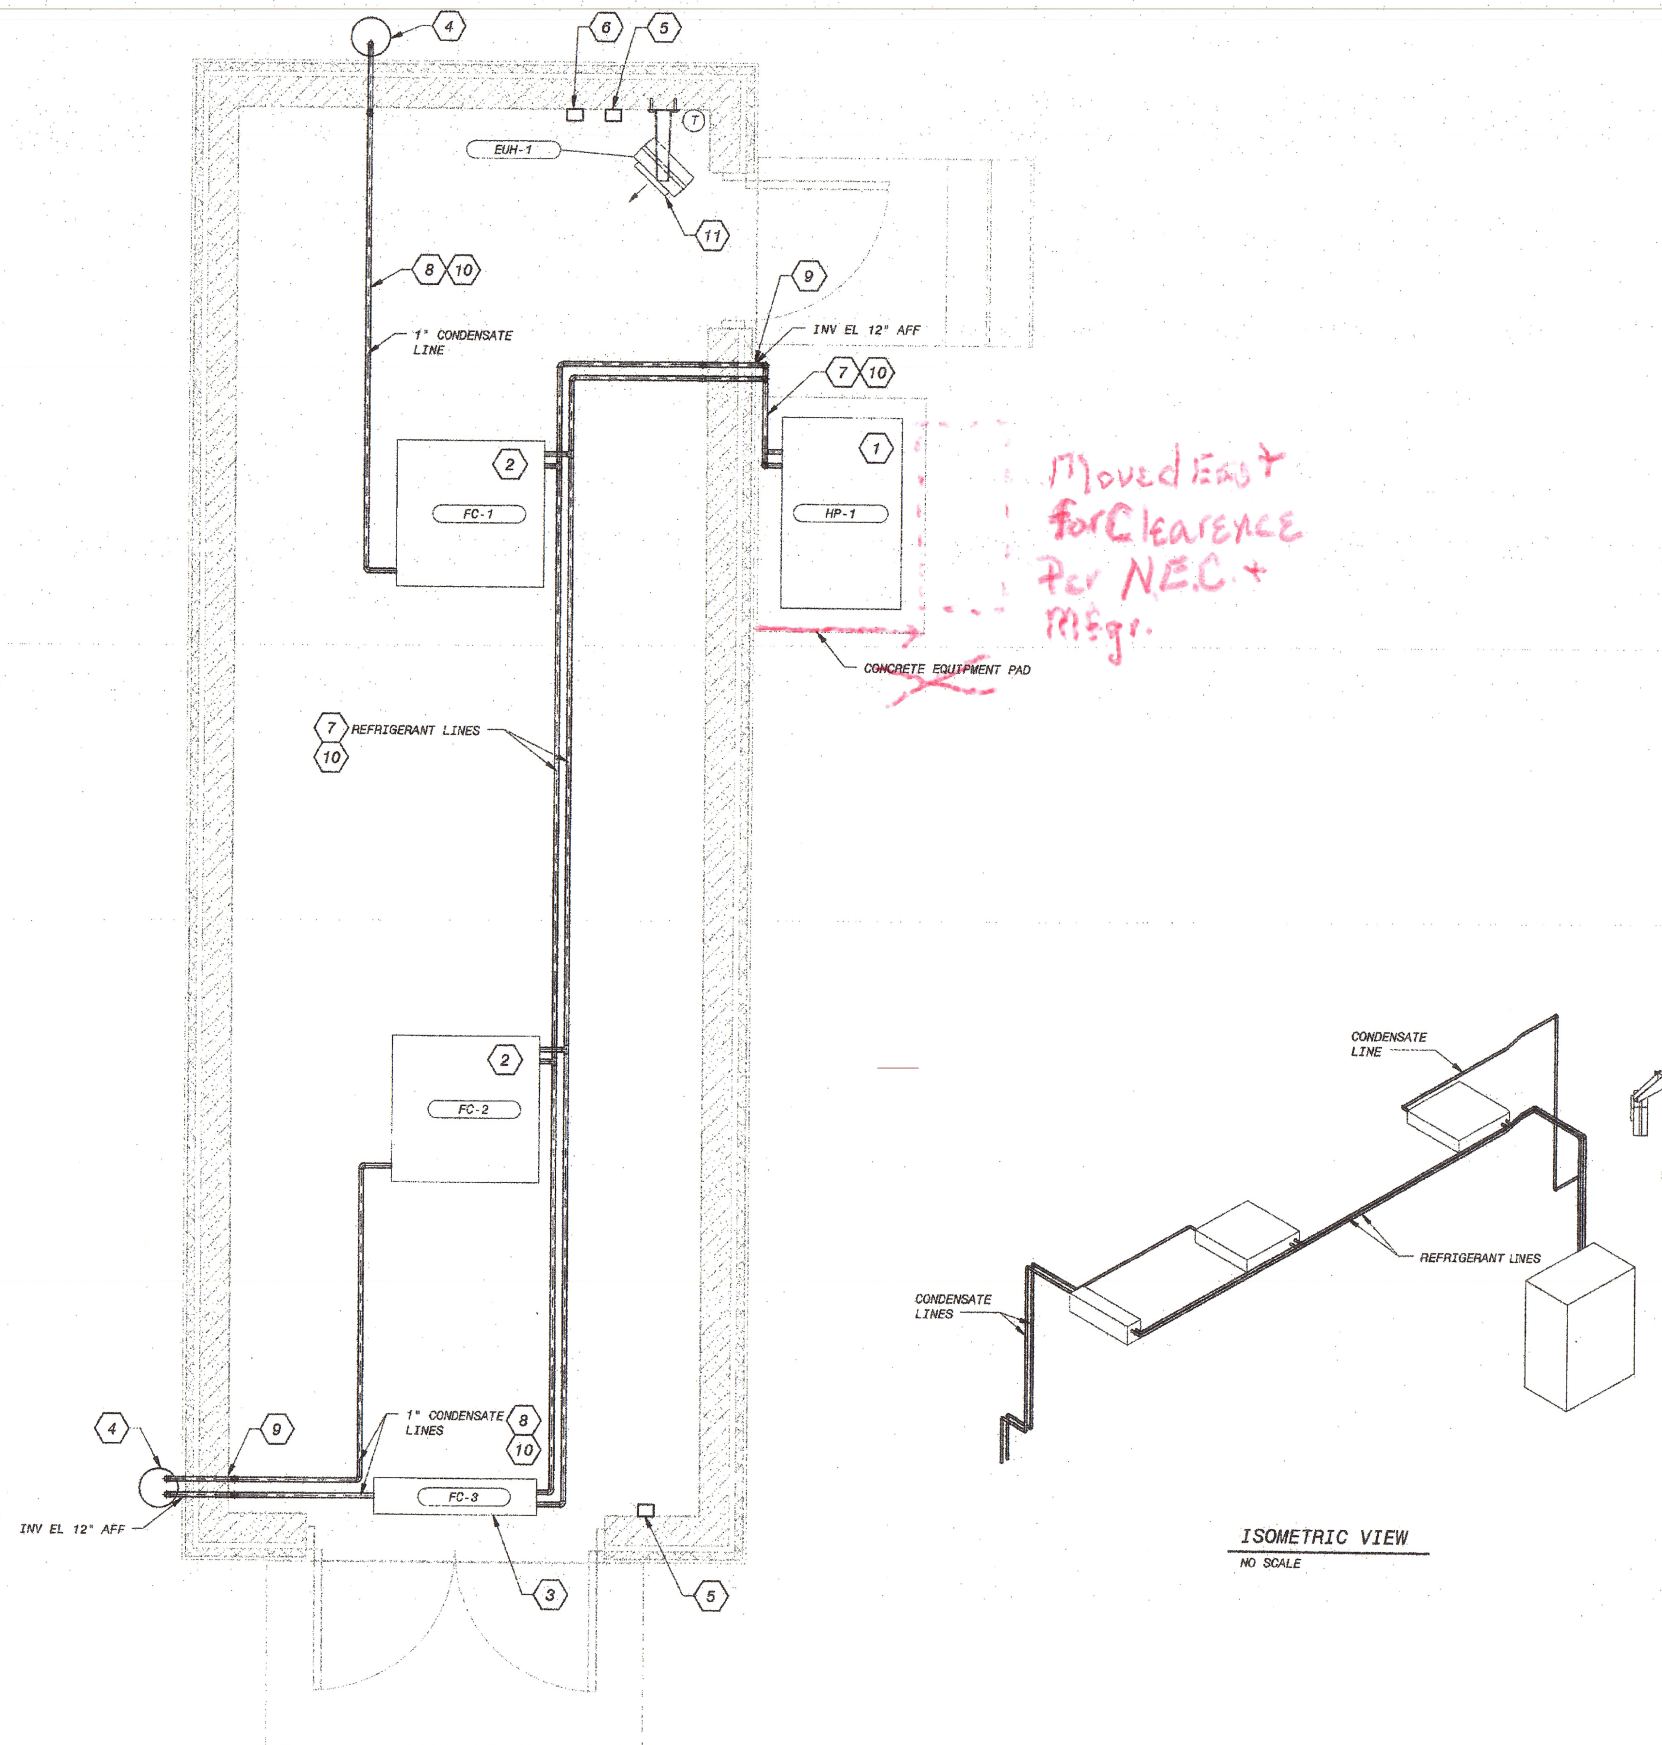 4
6
5
T
EUH-1
11
8
10
9
1" CONDENSATE
LINE
INV EL 12" AFF
7
10
2
1
FC-1
HP-1
Moved East
for Clearence
Per N.E.C. +
Mfgr.
CONCRETE EQUIPMENT PAD
7
REFRIGERANT LINES
10
2
FC-2
CONDENSATE
LINE
REFRIGERANT LINES
CONDENSATE
LINES
4
9
1" CONDENSATE
LINES
8
10
FC-3
INV EL 12" AFF
3
5
ISOMETRIC VIEW
NO SCALE